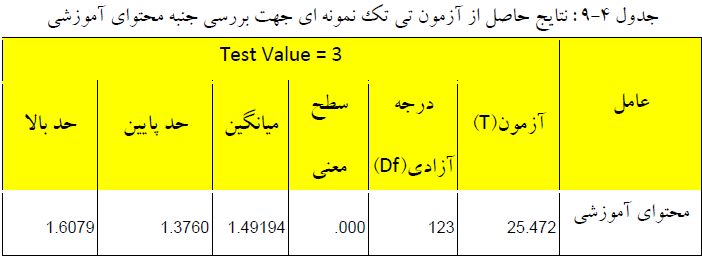 جدول ۴-۹: نتایج حاصل از آزمون تی تک نمونه ای جهت بررسی جنبه محتوای آموزشی
Test Value = 3
عامل
آزمون(T)
درجه
آزادی(Df)
سطح
معنی
میانگین
حد پایین
حد بالا
محتوای آموزشی
25.472
123
.000
1.49194
1.3760
1.6079